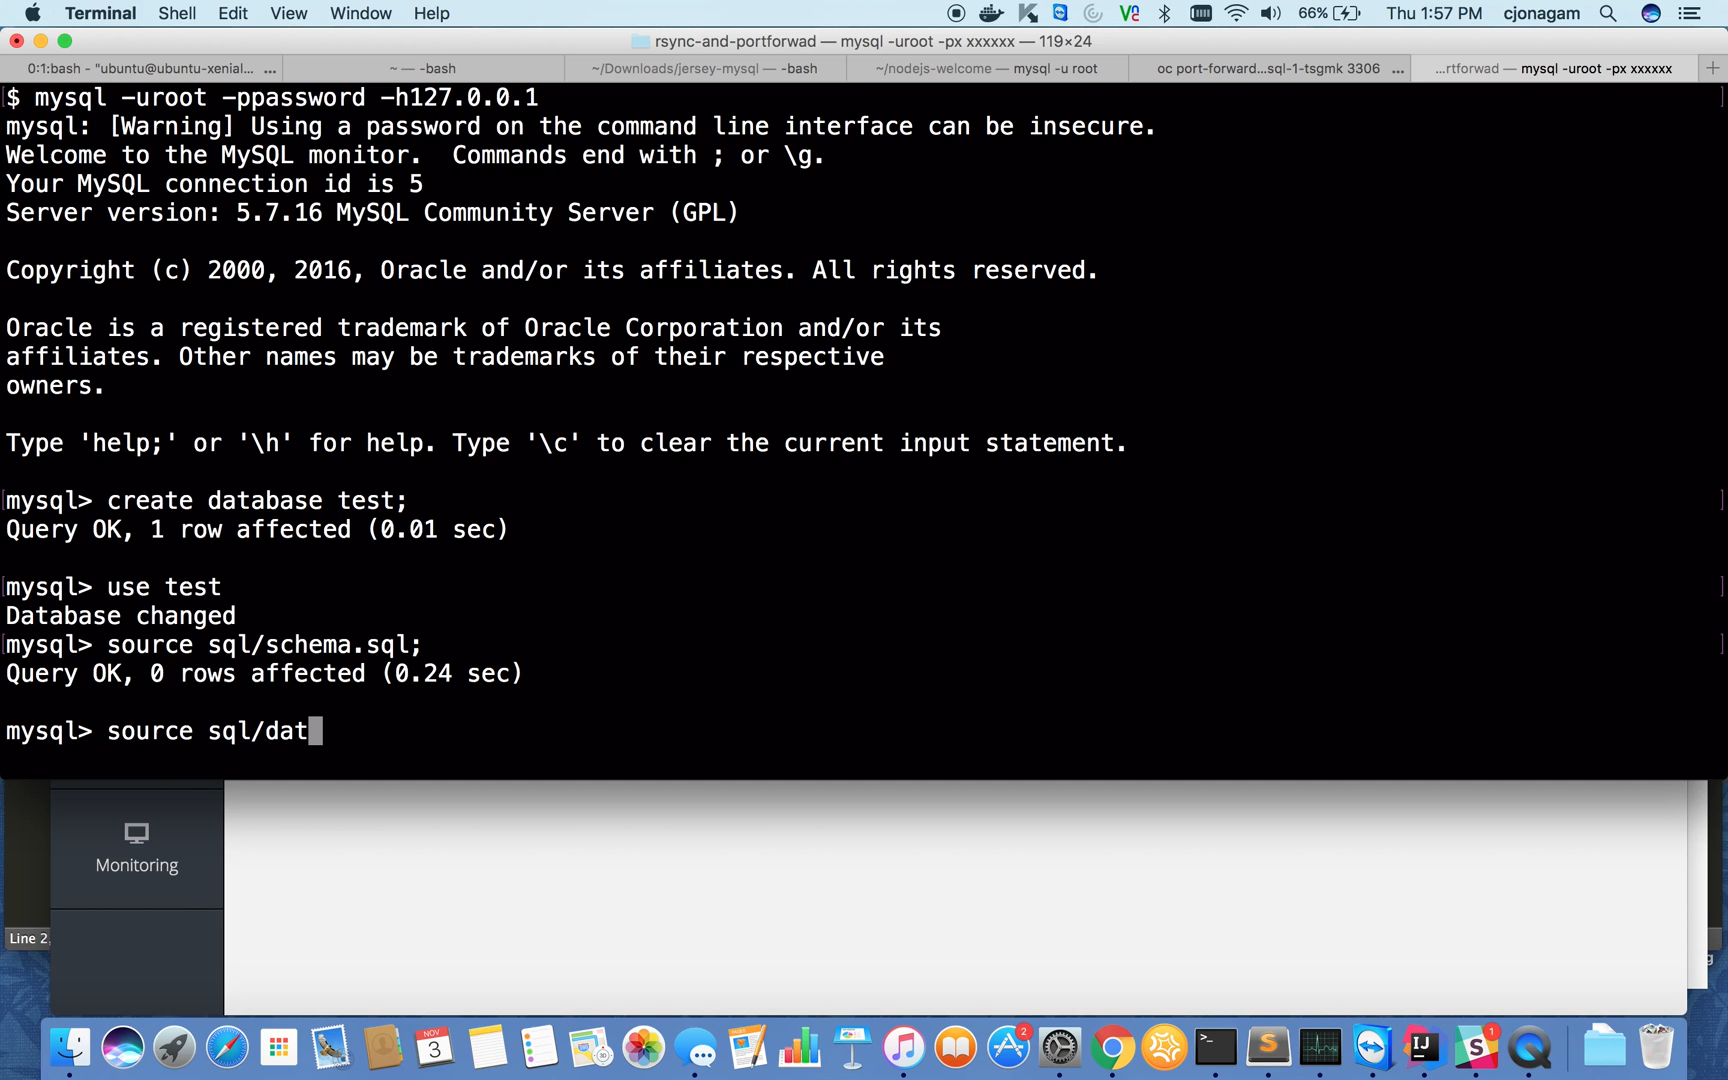 Terminal Shell Edit View Window Help 66% Thu 1:57 PM cjonagam
rsync-and-portforwad — mysql -uroot -px xxxxxx — 119×24
0:1:bash - "ubuntu@ubuntu-xenial... ... ~ — -bash ~/Downloads/jersey-mysql — -bash ~/nodejs-welcome — mysql -u root oc port-forward...sql-1-tsgmk 3306 ... ...rtforwad — mysql -uroot -px xxxxxx +
$ mysql -uroot -ppassword -h127.0.0.1
mysql: [Warning] Using a password on the command line interface can be insecure.
Welcome to the MySQL monitor.  Commands end with ; or \g.
Your MySQL connection id is 5
Server version: 5.7.16 MySQL Community Server (GPL)
Copyright (c) 2000, 2016, Oracle and/or its affiliates. All rights reserved.
Oracle is a registered trademark of Oracle Corporation and/or its
affiliates. Other names may be trademarks of their respective
owners.
Type 'help;' or '\h' for help. Type '\c' to clear the current input statement.
mysql> create database test;
Query OK, 1 row affected (0.01 sec)
mysql> use test
Database changed
mysql> source sql/schema.sql;
Query OK, 0 rows affected (0.24 sec)
mysql> source sql/dat
Monitoring
Line 2
NOV
3
2
1